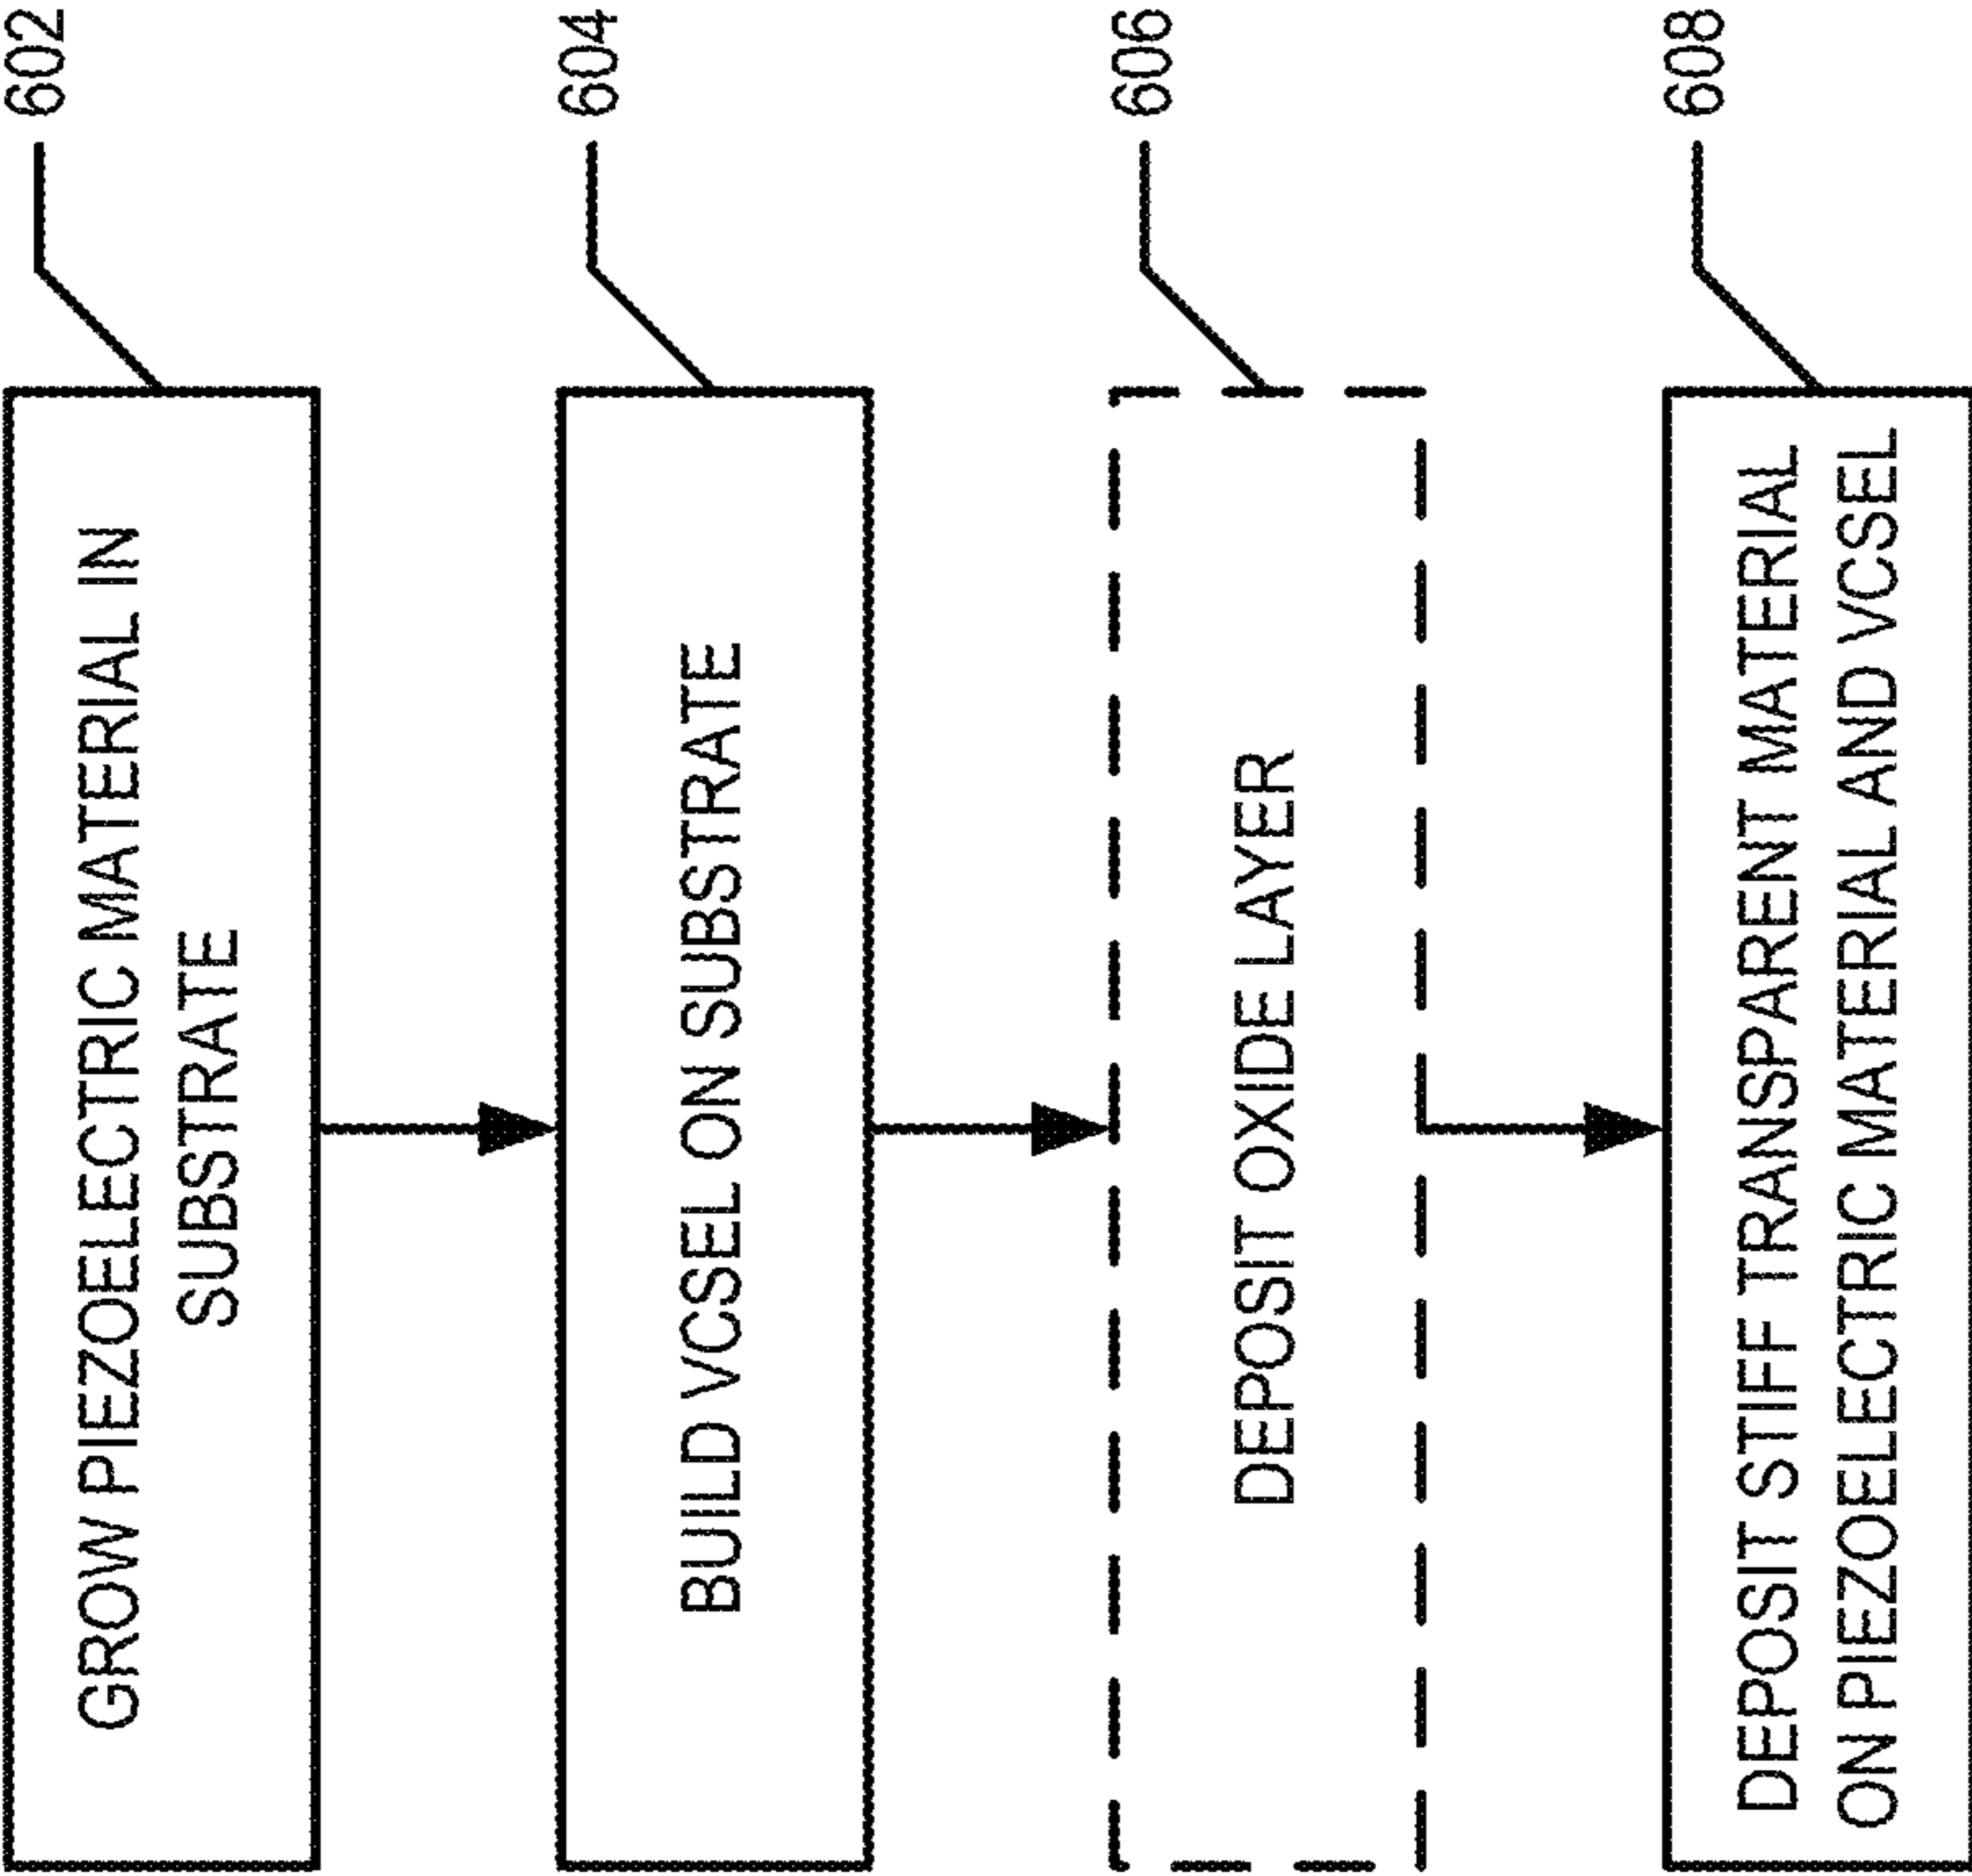 602
GROW PIEZOELECTRIC MATERIAL IN
SUBSTRATE
604
BUILD VCSEL ON SUBSTRATE
606
DEPOSIT OXIDE LAYER
608
DEPOSIT STIFF TRANSPARENT MATERIAL
ON PIEZOELECTRIC MATERIAL AND VCSEL